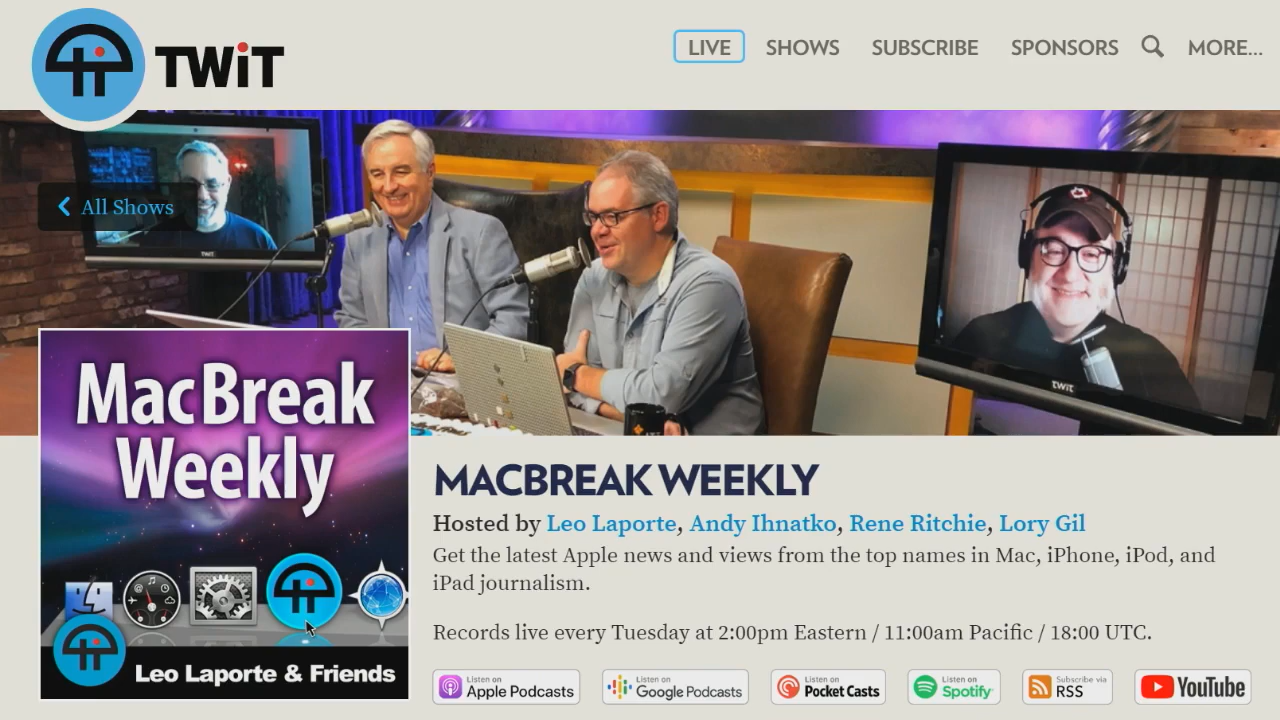 TWiT
LIVE
SHOWS
SUBSCRIBE
SPONSORS
MORE...
All Shows
TWiT
twit
MacBreak
Weekly
Leo Laporte & Friends
MACBREAK WEEKLY
Hosted by Leo Laporte, Andy Ihnatko, Rene Ritchie, Lory Gil
Get the latest Apple news and views from the top names in Mac, iPhone, iPod, and
iPad journalism.
Records live every Tuesday at 2:00pm Eastern / 11:00am Pacific / 18:00 UTC.
Listen on
Apple Podcasts
Listen on
Google Podcasts
Listen on
Pocket Casts
Listen on
Spotify
Subscribe via
RSS
YouTube